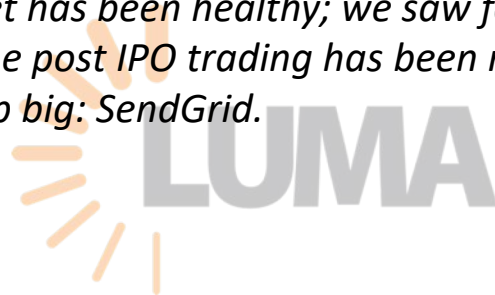 et has been healthy; we saw f
e post IPO trading has been
big: SendGrid.
LUMA